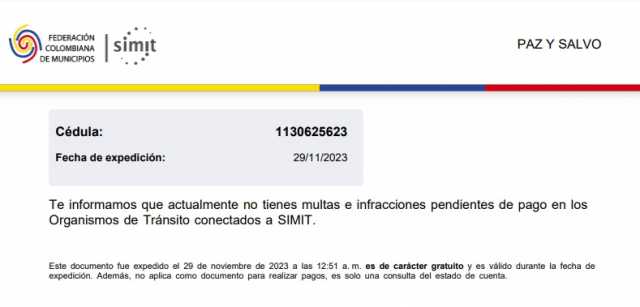 FEDERACIÓN
COLOMBIANA
DE MUNICIPIOS
simit
PAZ Y SALVO
Cédula: 1130625623
Fecha de expedición: 29/11/2023
Te informamos que actualmente no tienes multas e infracciones pendientes de pago en los
Organismos de Tránsito conectados a SIMIT.
Este documento fue expedido el 29 de noviembre de 2023 a las 12:51 a. m. es de carácter gratuito y es válido durante la fecha de
expedición. Además, no aplica como documento para realizar pagos, es solo una consulta del estado de cuenta.